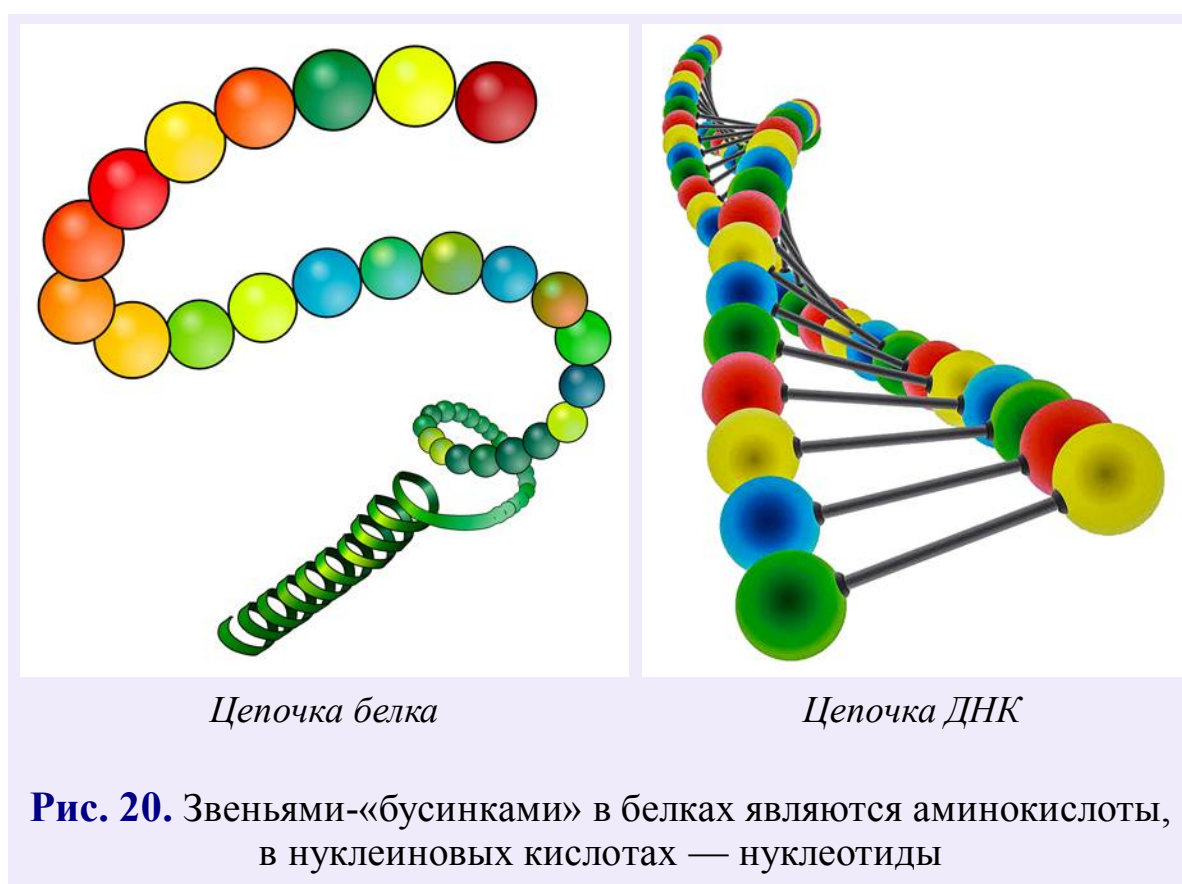 Цепочка белка
Цепочка ДНК
Рис. 20. Звеньями-«бусинками» в белках являются аминокислоты,
в нуклеиновых кислотах — нуклеотиды